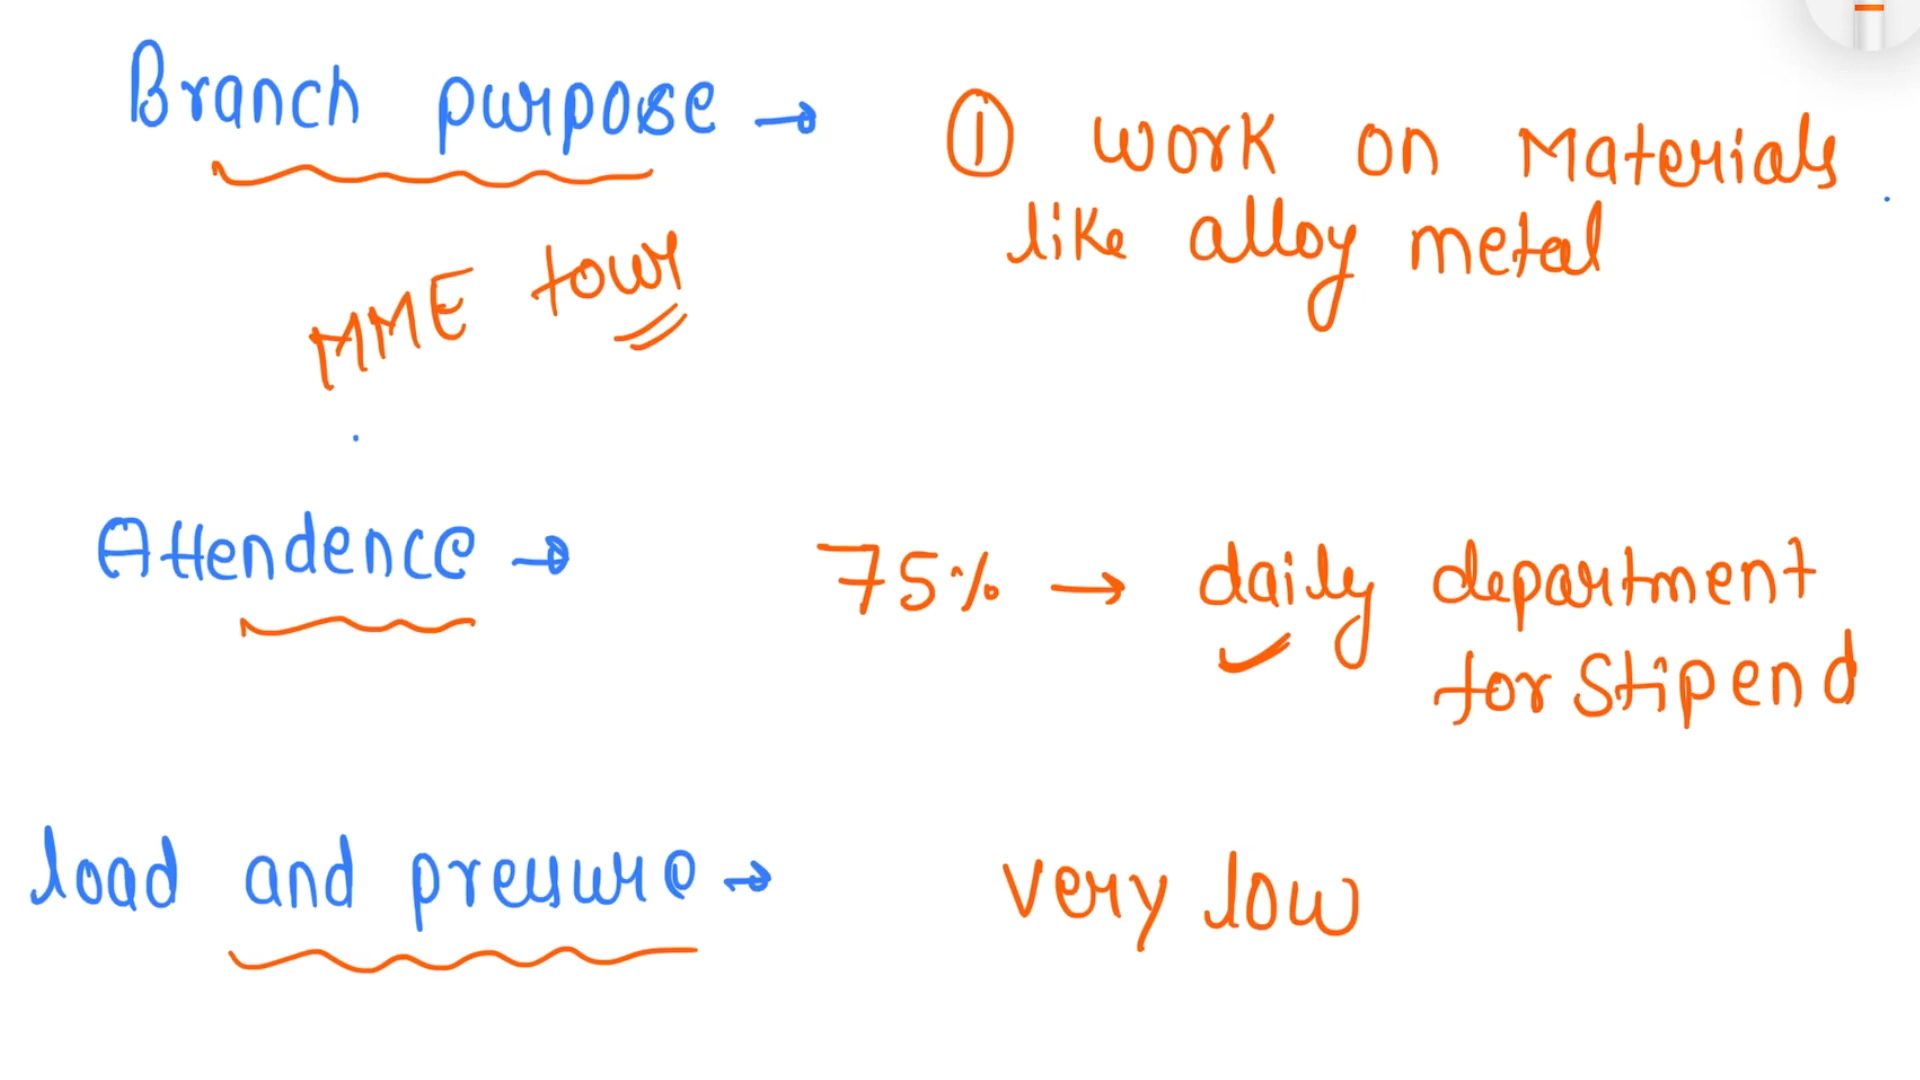 Branch purpose →
① work on Materials
like alloy metal
MME tour
Attendence →
75% → daily department
for Stipend
load and pressure →
very low